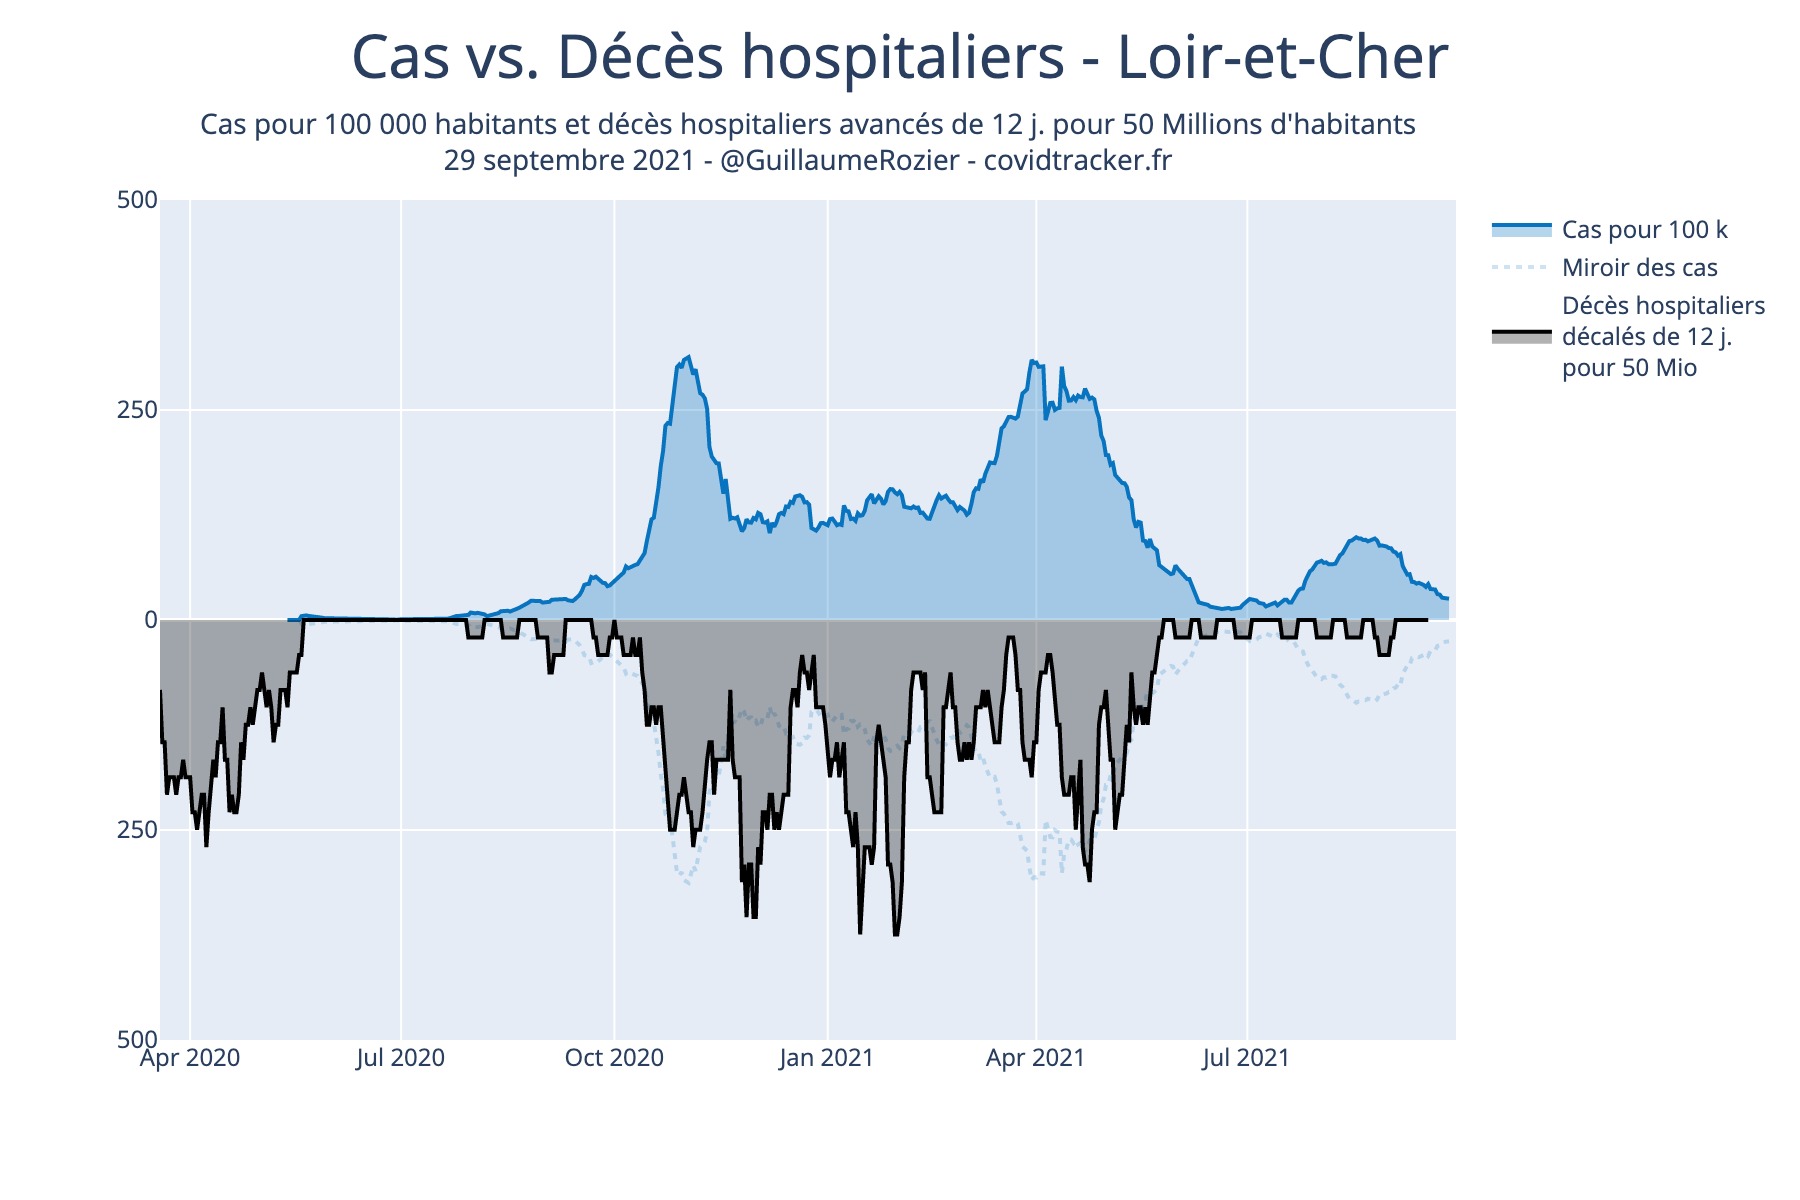 Cas vs. Décès hospitaliers - Loir-et-Cher
Cas pour 100 000 habitants et décès hospitaliers avancés de 12 j. pour 50 Millions d'habitants
29 septembre 2021 - @GuillaumeRozier - covidtracker.fr
500
250
0
250
500
Apr 2020
Jul 2020
Oct 2020
Jan 2021
Apr 2021
Jul 2021
Cas pour 100 k
Miroir des cas
Décès hospitaliers
décalés de 12 j.
pour 50 Mio